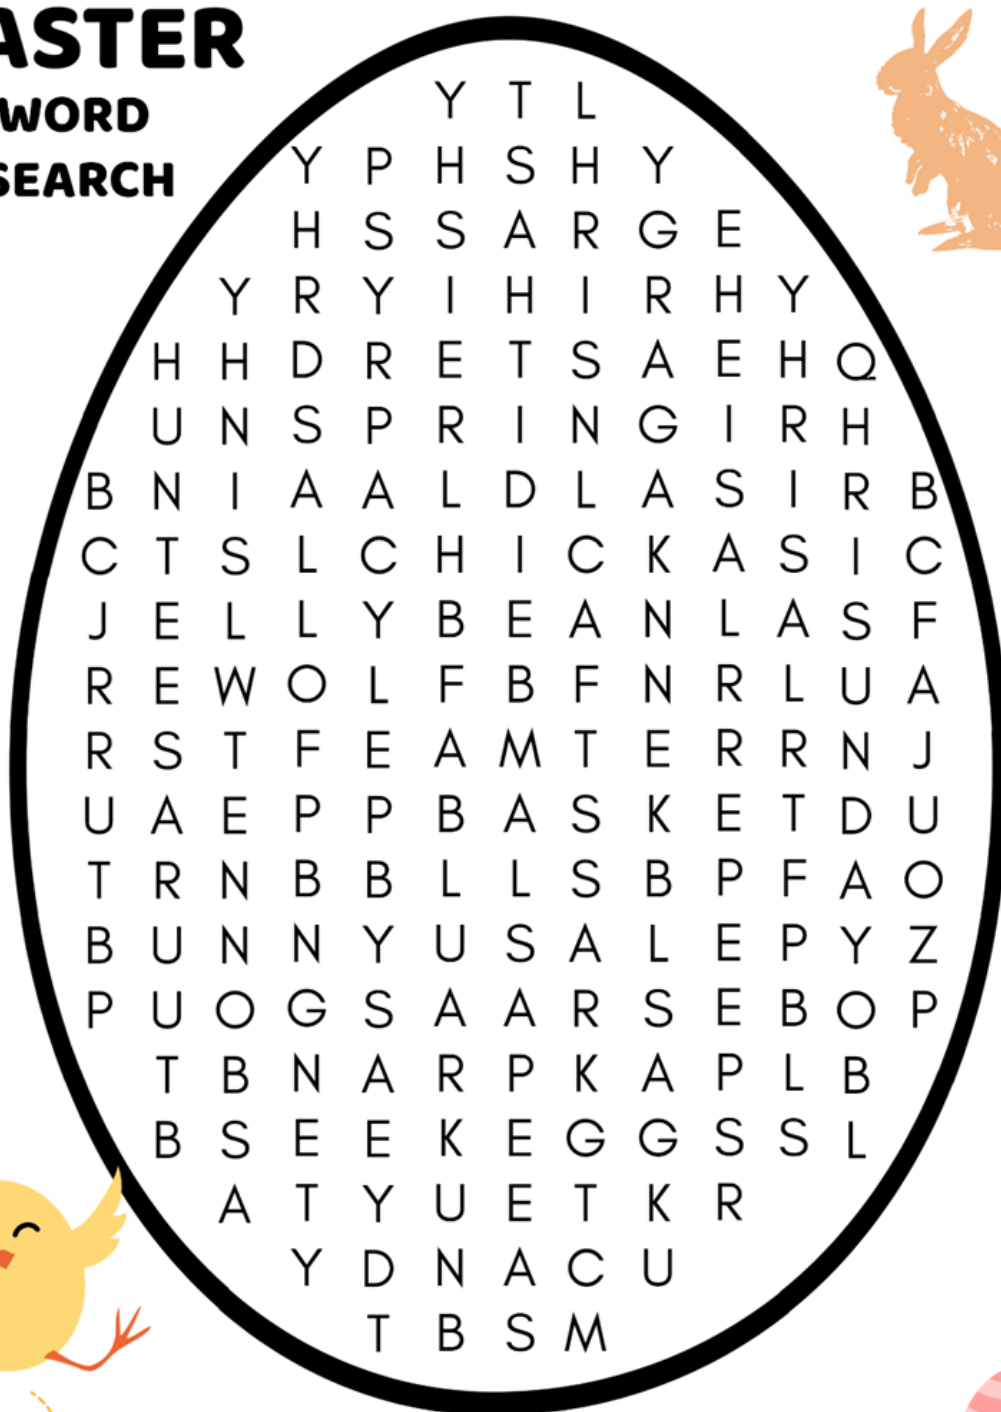 ASTER
WORD
SEARCH
Y T L
Y P H S H Y
H S S A R G E
Y R Y I H I R H Y
H H D R E T S A E H Q
U N S P R I N G I R H
B N I A A L D L A S I R B
C T S L C H I C K A S I C
J E L L Y B E A N L A S F
R E W O L F B F N R L U A
R S T F E A M T E R R N J
U A E P P B A S K E T D U
T R N B B L L S B P F A O
B U N N Y U S A L E P Y Z
P U O G S A A R S E B O P
T B N A R P K A P L B
B S E E K E G G S S L
A T Y U E T K R
Y D N A C U
T B S M